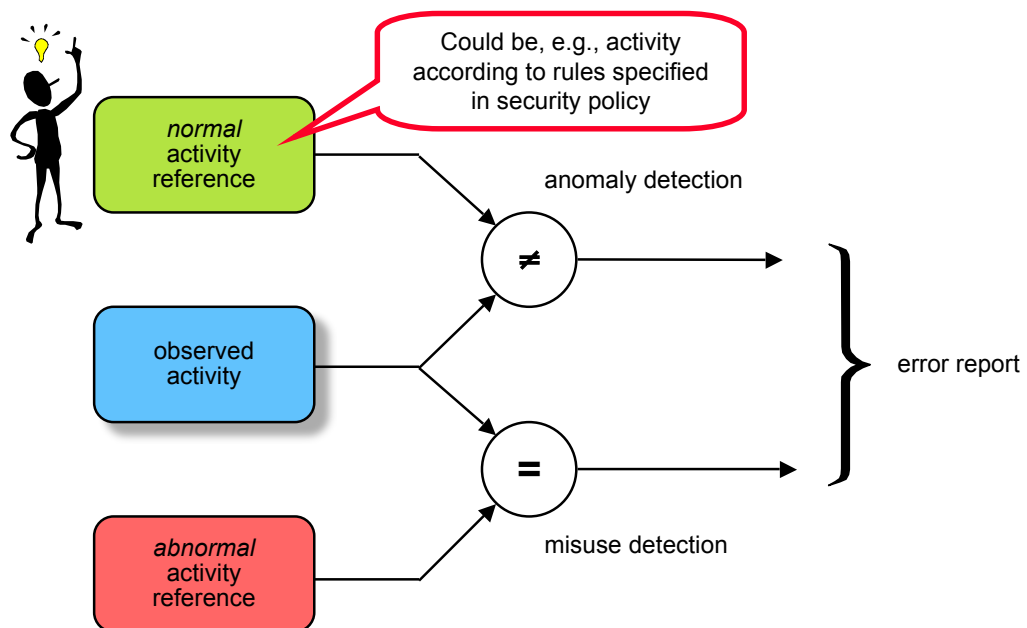 Could be, e.g., activity
according to rules specified
in security policy
normal
activity
reference
anomaly detection
≠
observed
activity
error report
=
abnormal
activity
reference
misuse detection